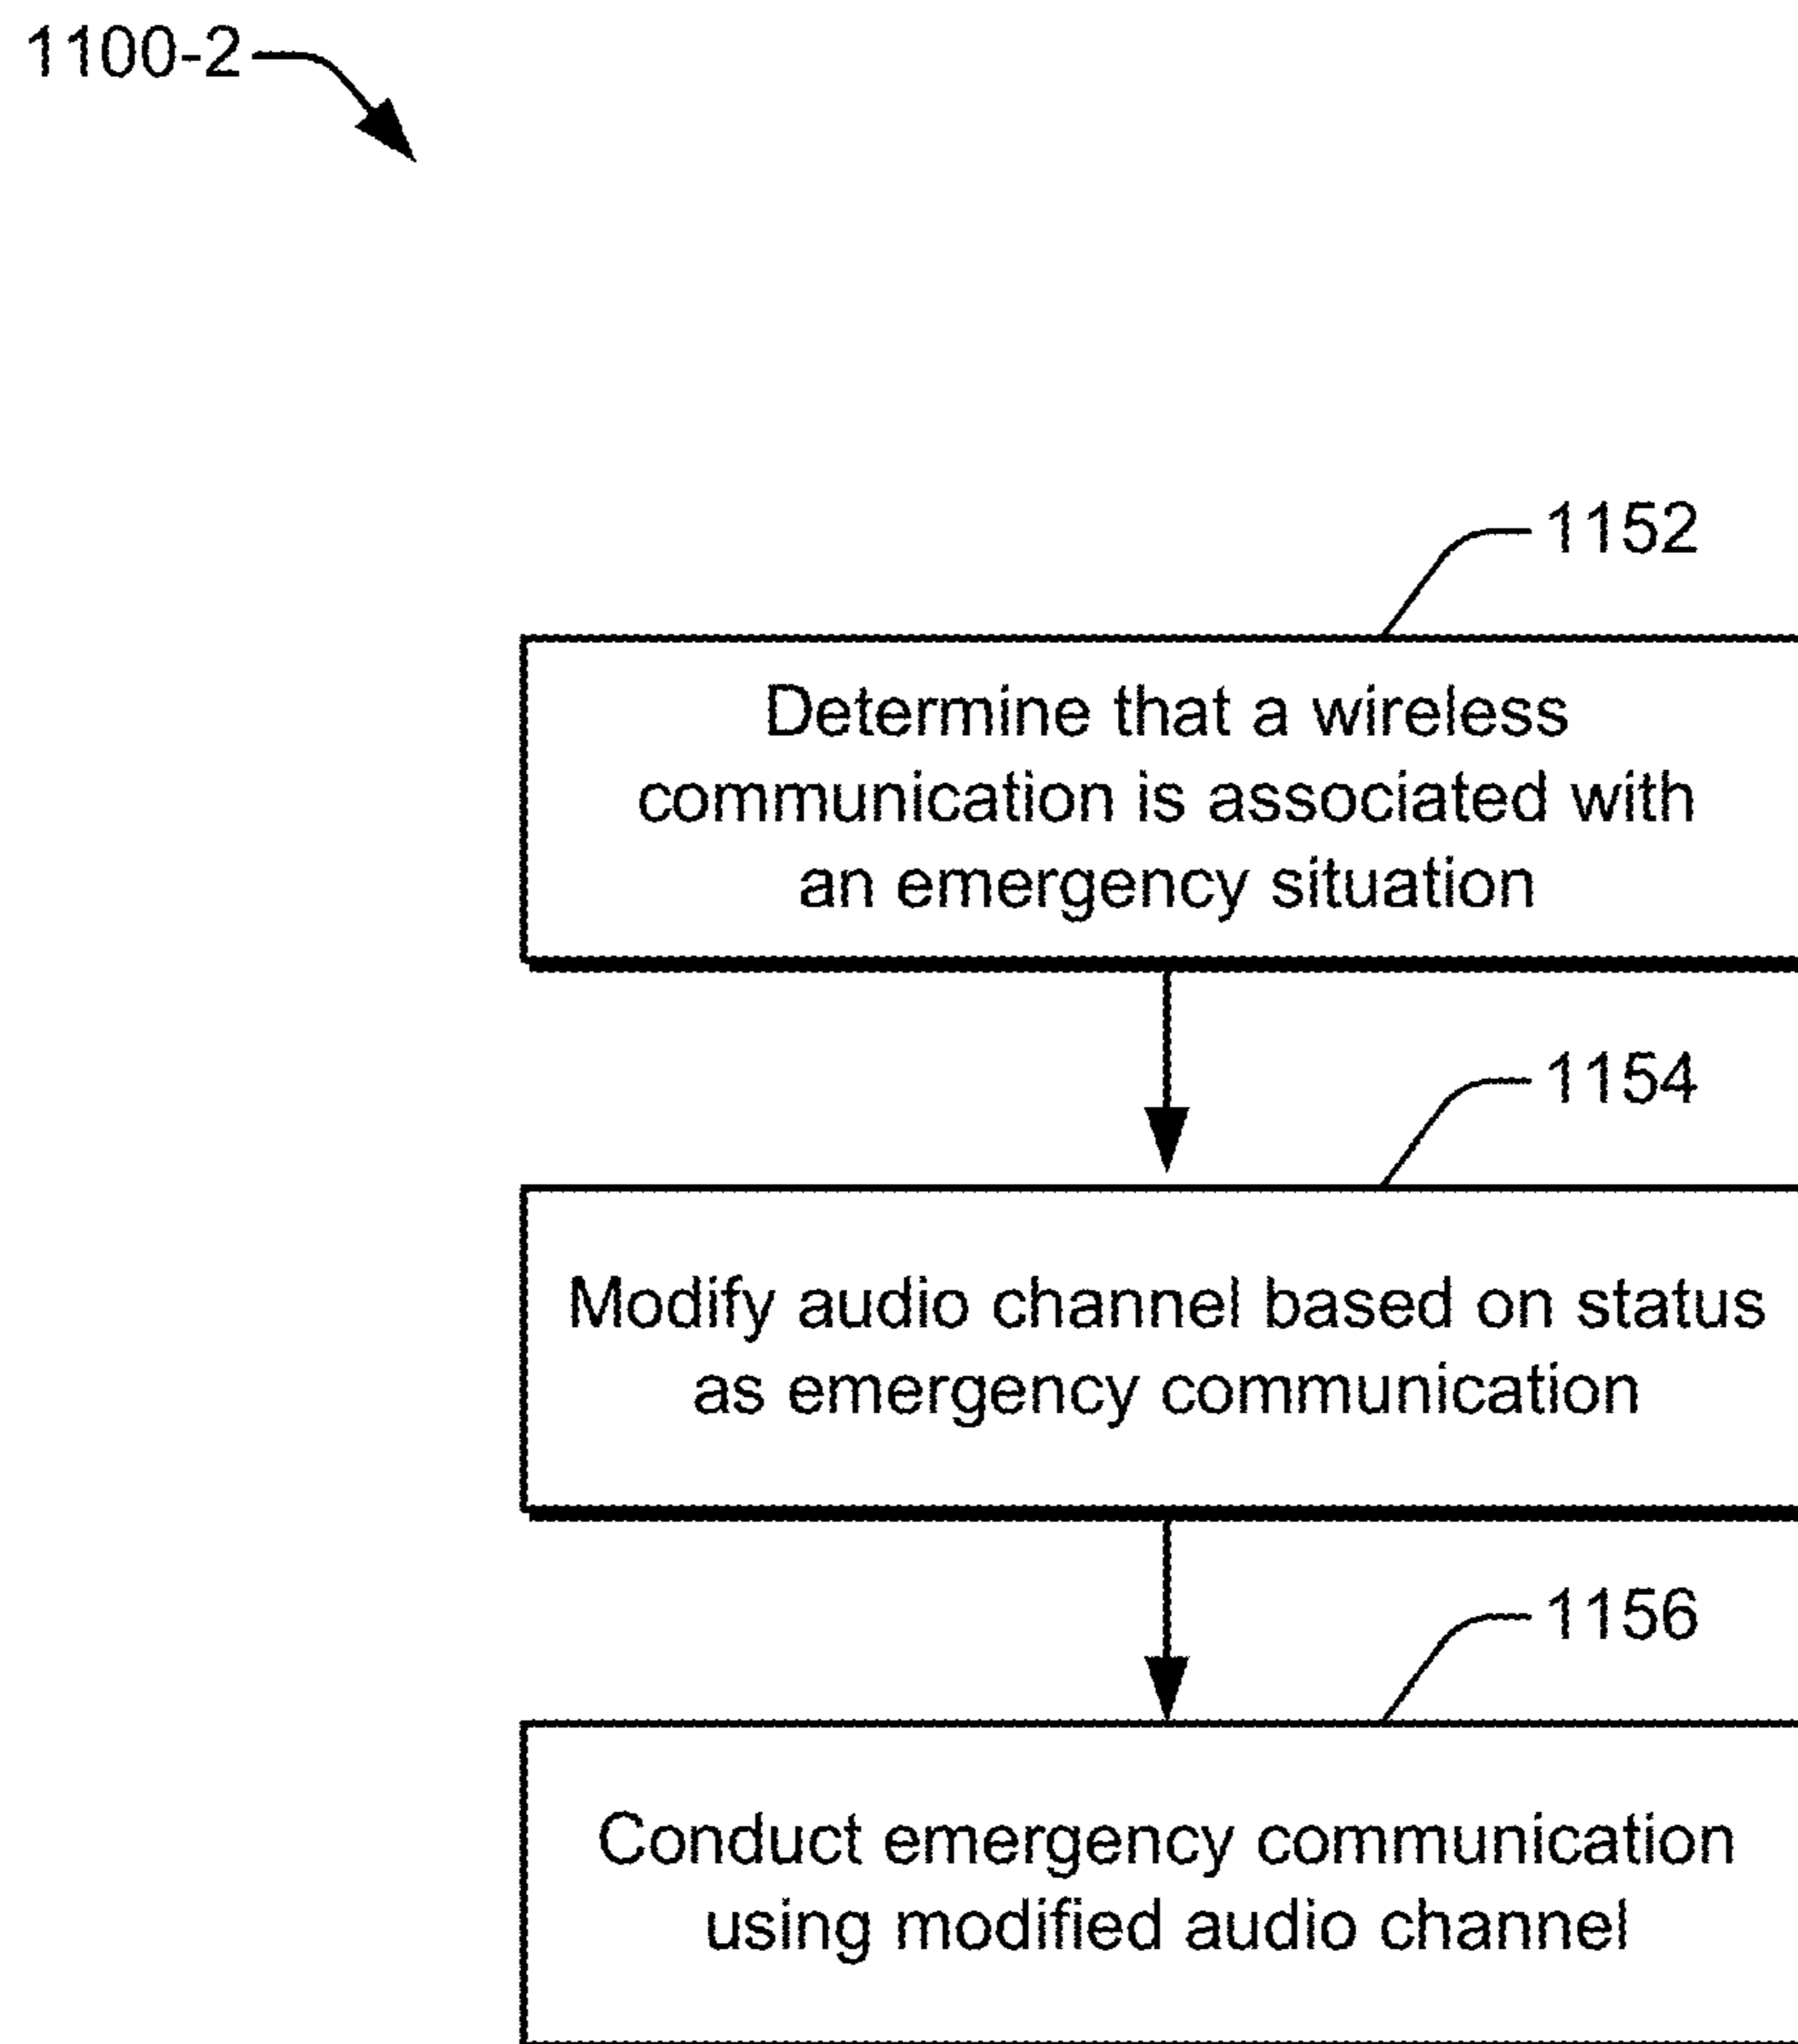 1100-2
1152
Determine that a wireless
communication is associated with
an emergency situation
1154
Modify audio channel based on status
as emergency communication
1156
Conduct emergency communication
using modified audio channel